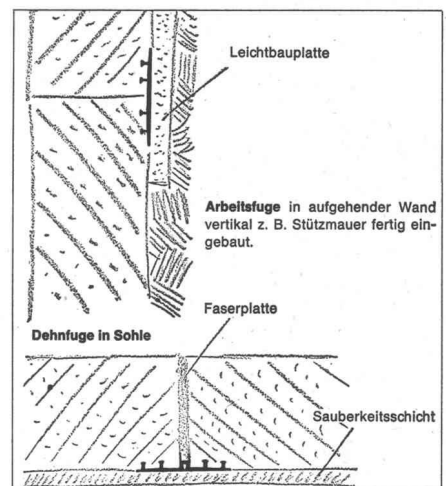 Leichtbauplatte
Arbeitsfuge in aufgehender Wand
vertikal z. B. Stützmauer fertig ein-
gebaut.
Faserplatte
Dehnfuge in Sohle
Sauberkeitsschicht